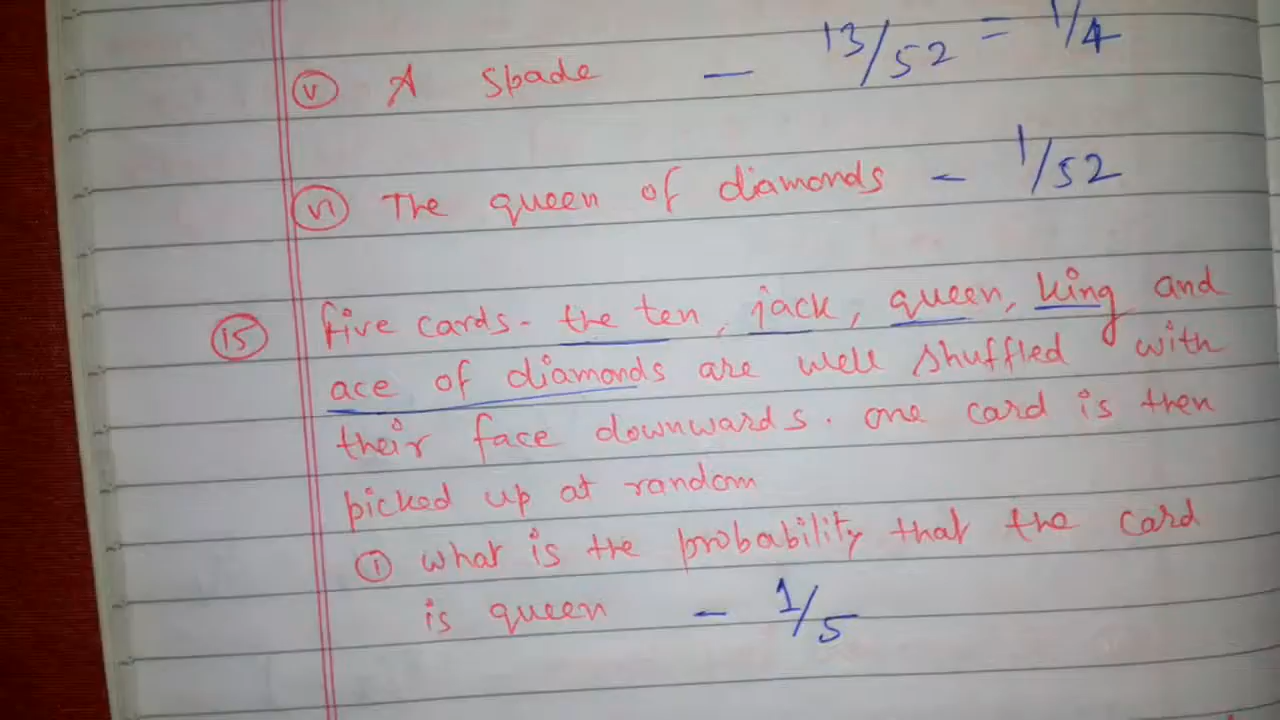 (v) A spade - 13/52 = 1/4
(vi) The queen of diamonds - 1/52
(15) five cards - the ten, jack, queen, king and
ace of diamonds are well shuffled with
their face downwards. one card is then
picked up at random
(i) what is the probability that the card
is queen - 1/5